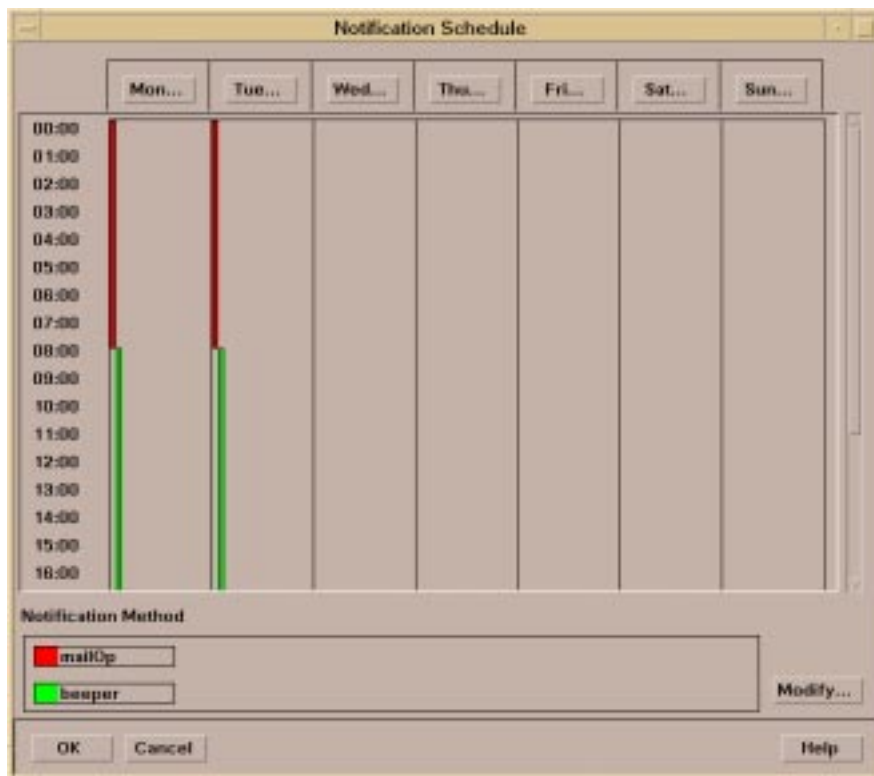 Notification Schedule
Mon... Tue... Wed... Thu... Fri... Sat... Sun...
00:00
01:00
02:00
03:00
04:00
05:00
06:00
07:00
08:00
09:00
10:00
11:00
12:00
13:00
14:00
15:00
16:00
Notification Method
mailOp
beeper
Modify...
OK Cancel Help